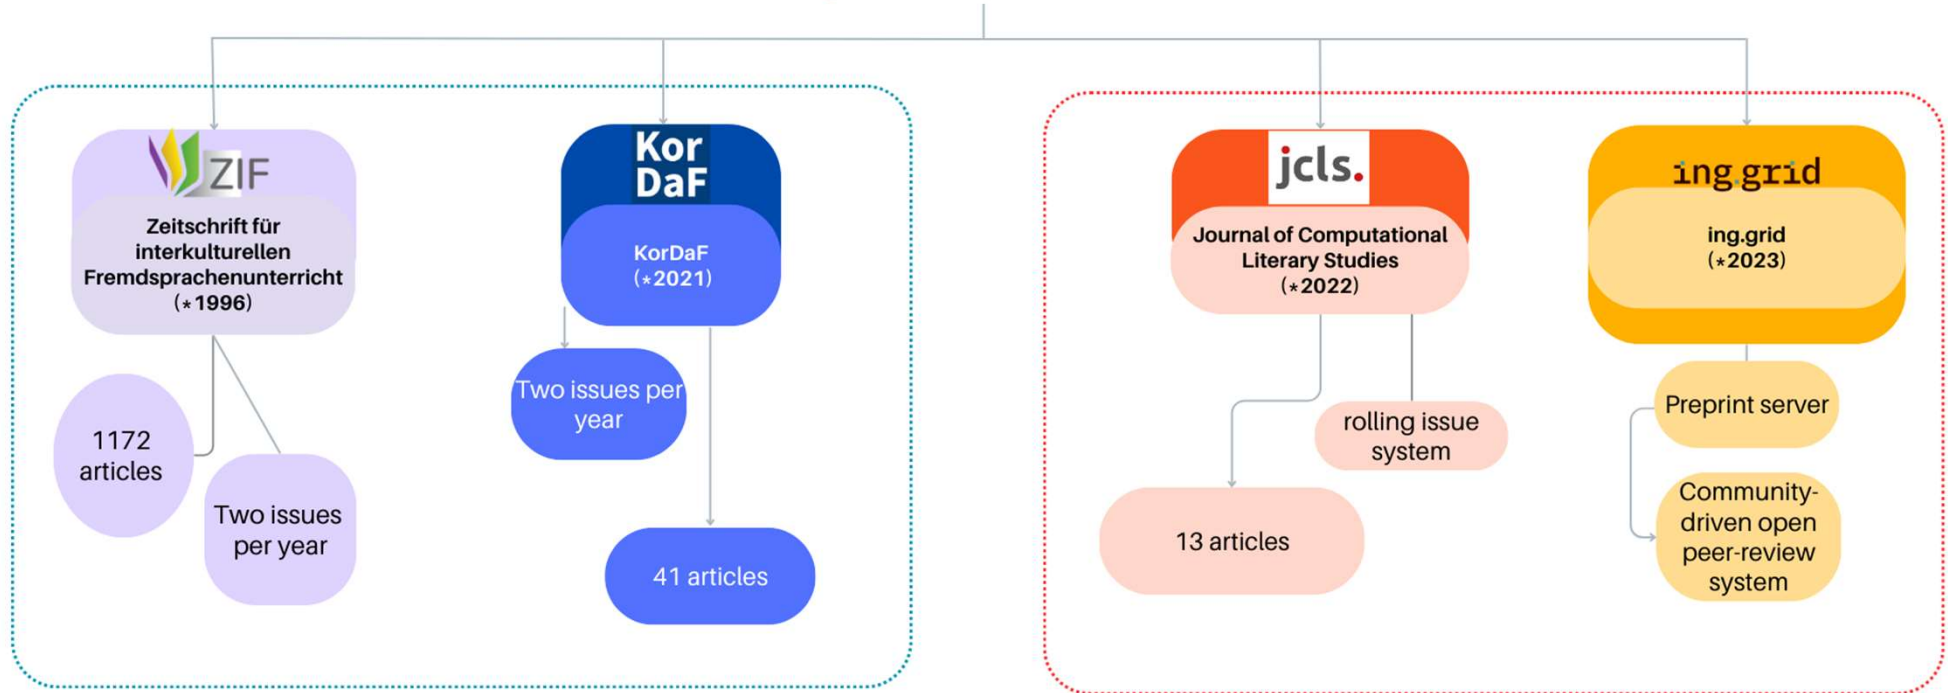 ZIF
Zeitschrift für
interkulturellen
Fremdsprachenunterricht
(*1996)
1172
articles
Two issues
per year
Kor
DaF
KorDaF
(*2021)
Two issues per
year
41 articles
jcls.
Journal of Computational
Literary Studies
(*2022)
rolling issue
system
13 articles
ing.grid
ing.grid
(*2023)
Preprint server
Community-
driven open
peer-review
system